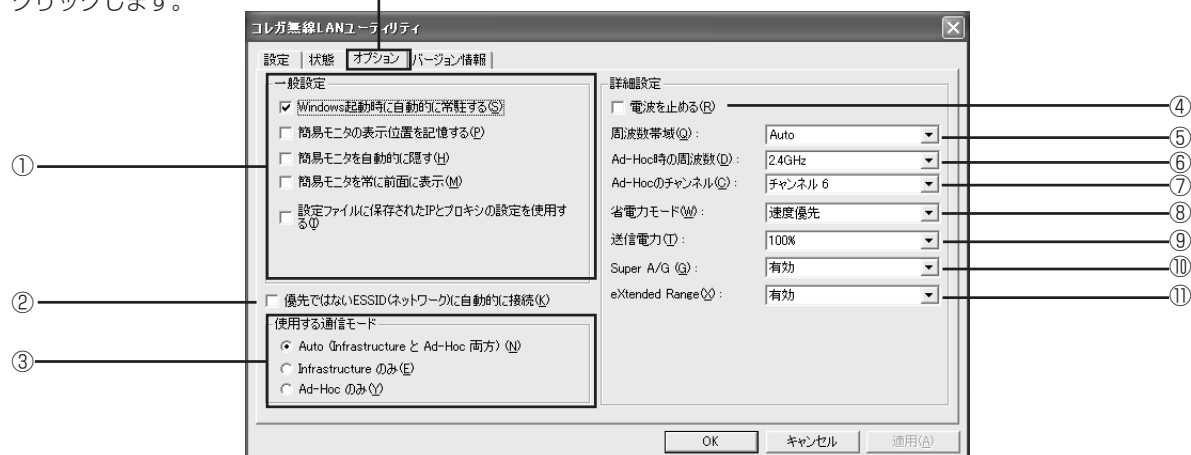 クリックします。
コレガ無線LANユーティリティ
設定 状態 オプション バージョン情報
一般設定
Windows起動時に自動的に常駐する(S)
簡易モニタの表示位置を記憶する(P)
簡易モニタを自動的に隠す(H)
簡易モニタを常に前面に表示(M)
設定ファイルに保存されたIPとプロキシの設定を使用す
る(I)
①
優先ではないESSID(ネットワーク)に自動的に接続(K)
②
使用する通信モード
Auto (Infrastructure と Ad-Hoc 両方) (N)
Infrastructure のみ(E)
Ad-Hoc のみ(Y)
③
詳細設定
電波を止める(R) ④
周波数帯域(Q): Auto ⑤
Ad-Hoc時の周波数(D): 2.4GHz ⑥
Ad-Hocのチャンネル(C): チャンネル 6 ⑦
省電力モード(W): 速度優先 ⑧
送信電力(T): 100% ⑨
Super A/G (G): 有効 ⑩
eXtended Range(X): 有効 ⑪
OK キャンセル 適用(A)